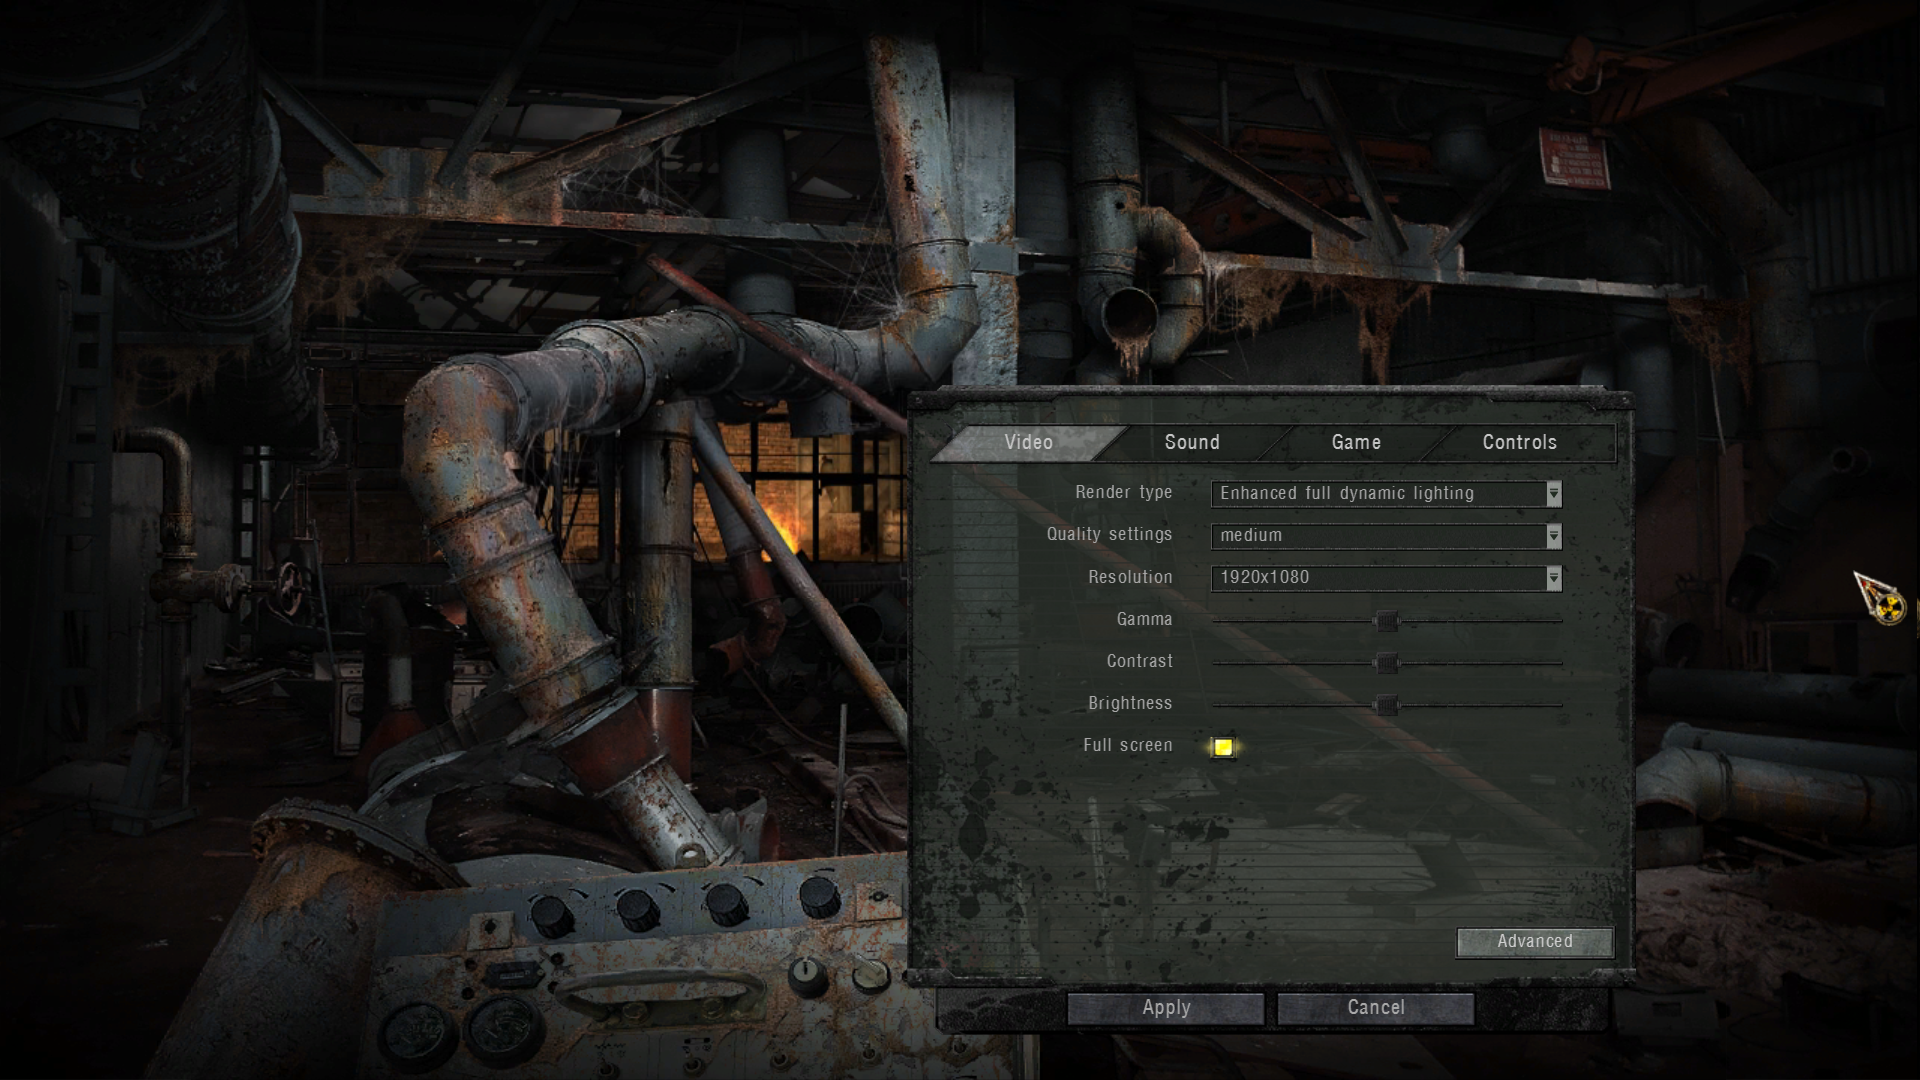 Video
Sound
Game
Controls
Render type
Enhanced full dynamic lighting
Quality settings
medium
Resolution
1920x1080
Gamma
Contrast
Brightness
Full screen
Advanced
Apply
Cancel